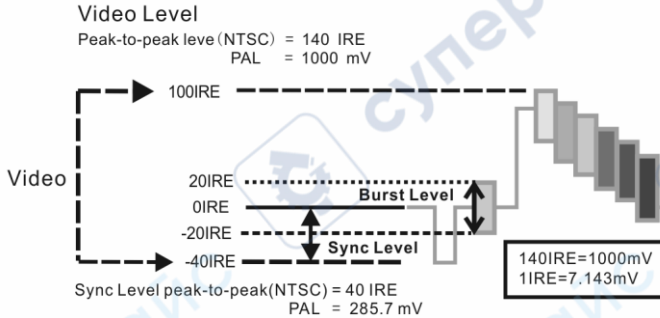 Video Level
Peak-to-peak leve(NTSC) = 140 IRE
PAL = 1000 mV
100IRE
Video
20IRE
Burst Level
0IRE
-20IRE
Sync Level
-40IRE
140IRE=1000mV
1IRE=7.143mV
Sync Level peak-to-peak(NTSC) = 40 IRE
PAL = 285.7 mV